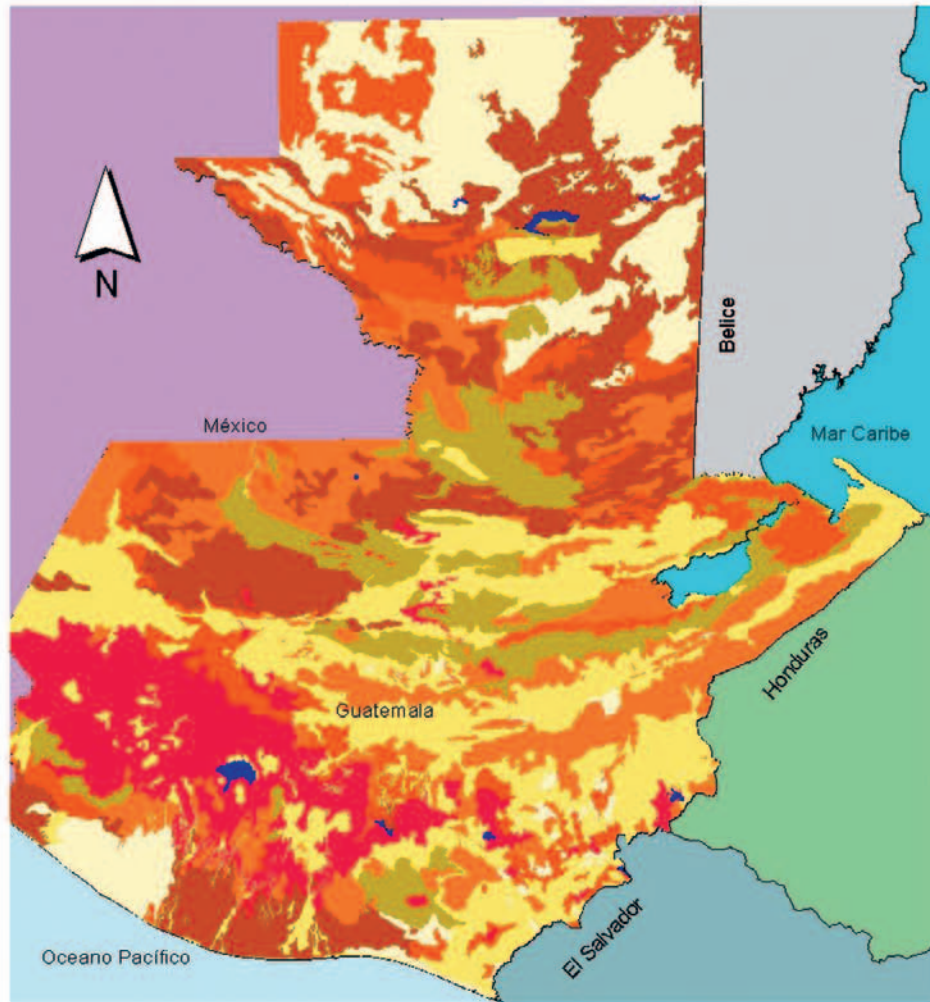 N
Belice
México
Mar Caribe
Honduras
Guatemala
El Salvador
Oceano Pacífico